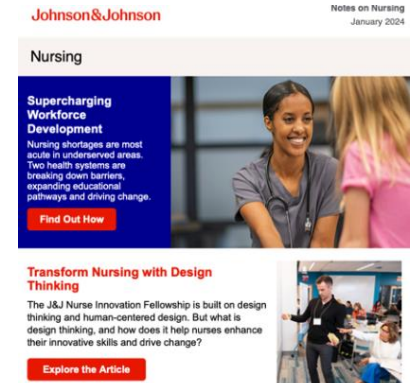 Johnson&Johnson
Notes on Nursing
January 2024
Nursing
Supercharging
Workforce
Development
Nursing shortages are most
acute in underserved areas.
Two health systems are
breaking down barriers,
expanding educational
pathways and driving change.
Find Out How
Transform Nursing with Design
Thinking
The J&J Nurse Innovation Fellowship is built on design
thinking and human-centered design. But what is
design thinking, and how does it help nurses enhance
their innovative skills and drive change?
Explore the Article